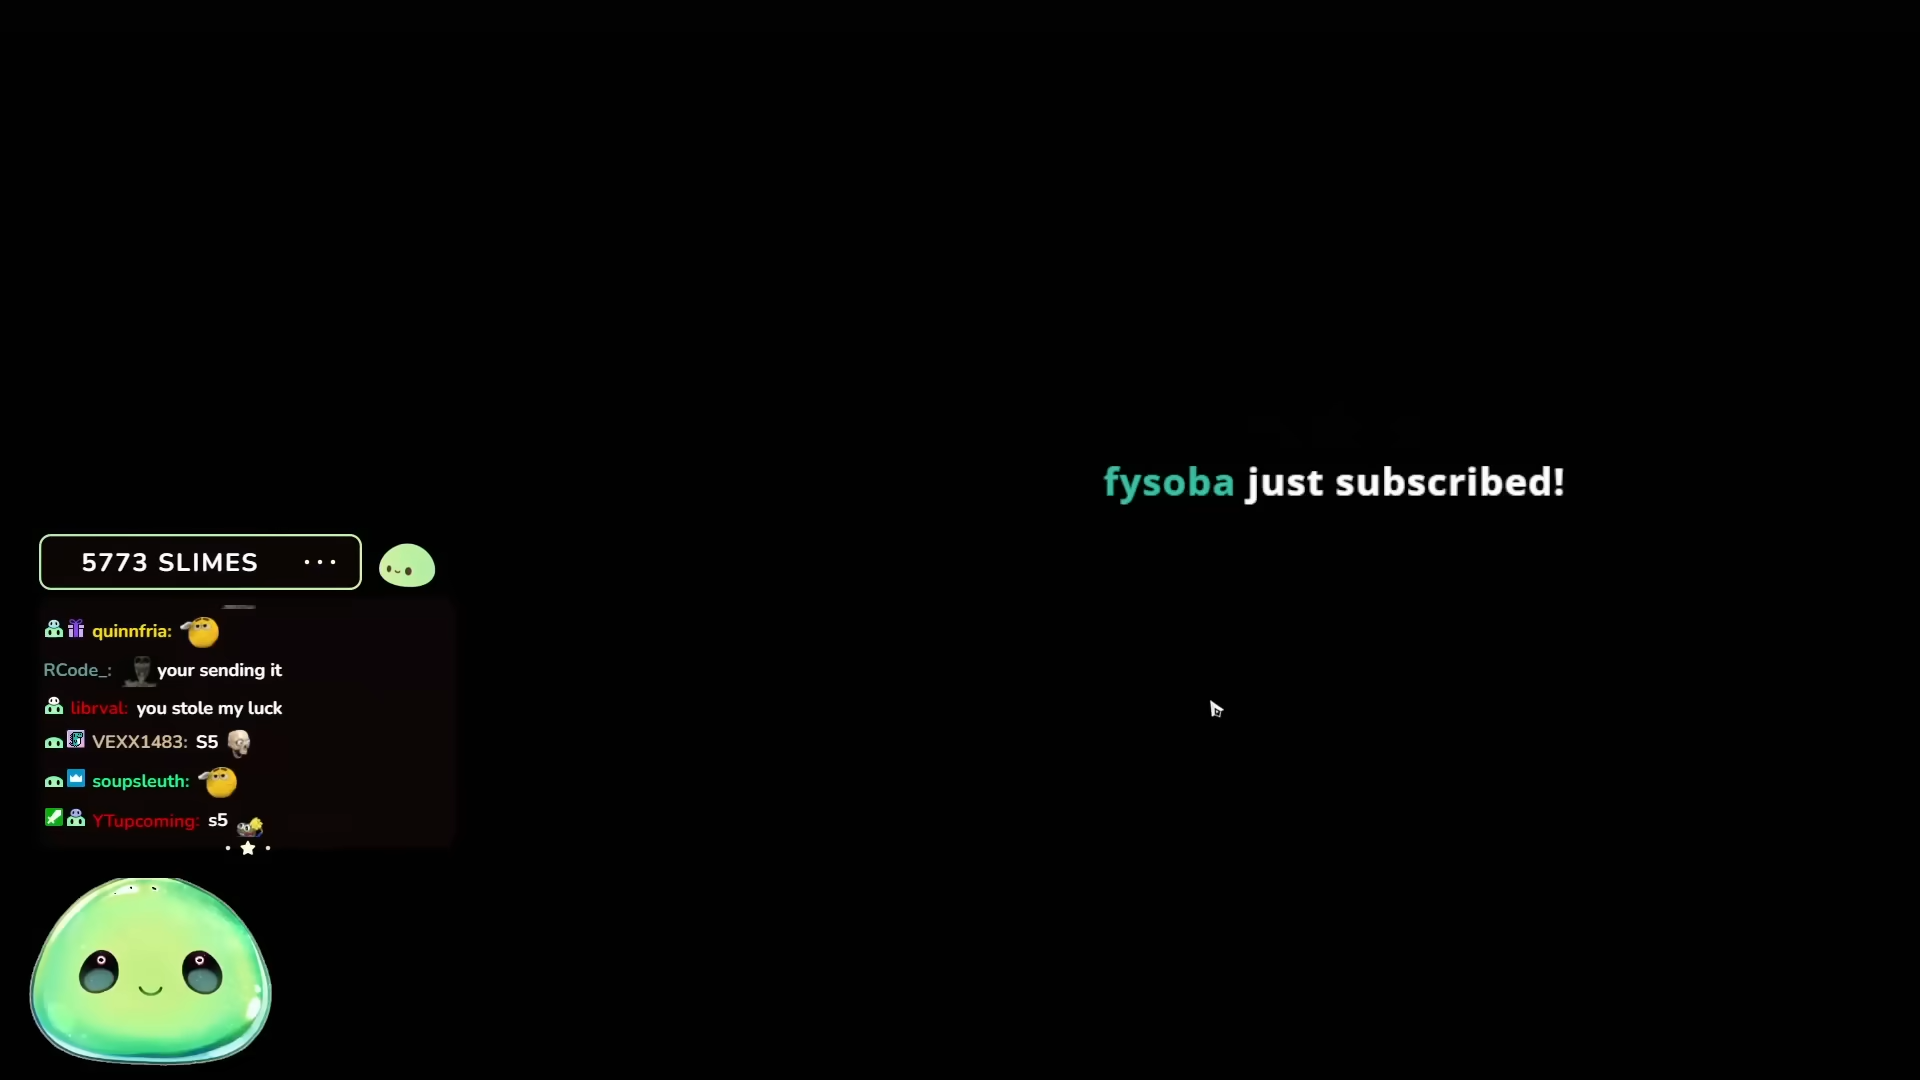 fysoba just subscribed!
5773 SLIMES ...
quinnfria:
RCode_: your sending it
librval: you stole my luck
VEXX1483: S5
soupsleuth:
YTupcoming: s5